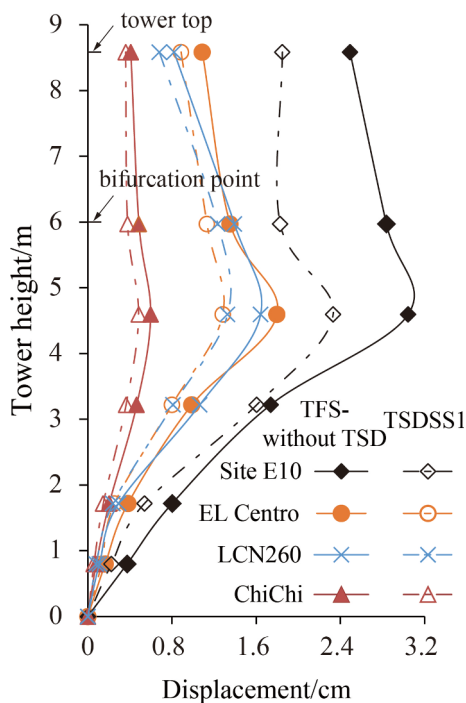 9
tower top
8
7
bifurcation point
6
5
4
3
2
1
0
Tower height/m
TFS-
without TSD
TSDSS1
Site E10
EL Centro
LCN260
ChiChi
0
0.8
1.6
2.4
3.2
Displacement/cm